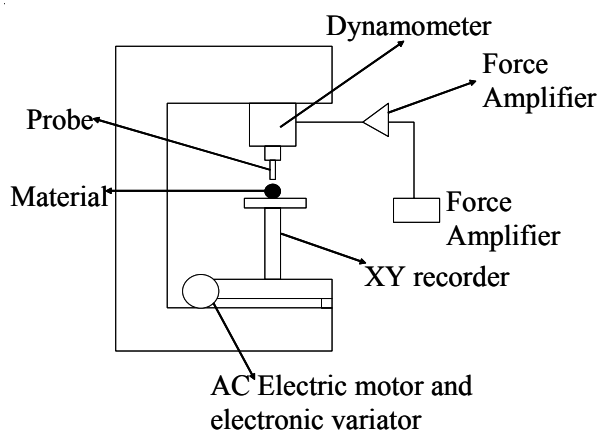 Dynamometer
Force
Amplifier
Probe
Material
Force
Amplifier
XY recorder
AC Electric motor and
electronic variator